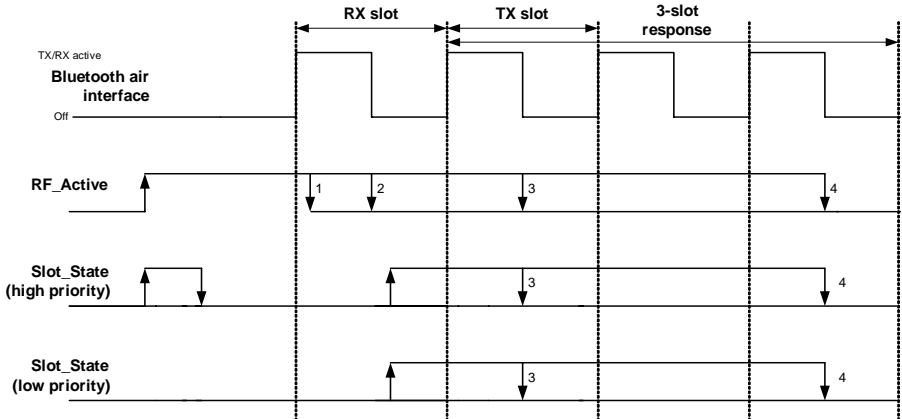 RX slot
TX slot
3-slot
response
TX/RX active
Bluetooth air
interface
Off
RF_Active
1
2
3
4
Slot_State
(high priority)
3
4
Slot_State
(low priority)
3
4